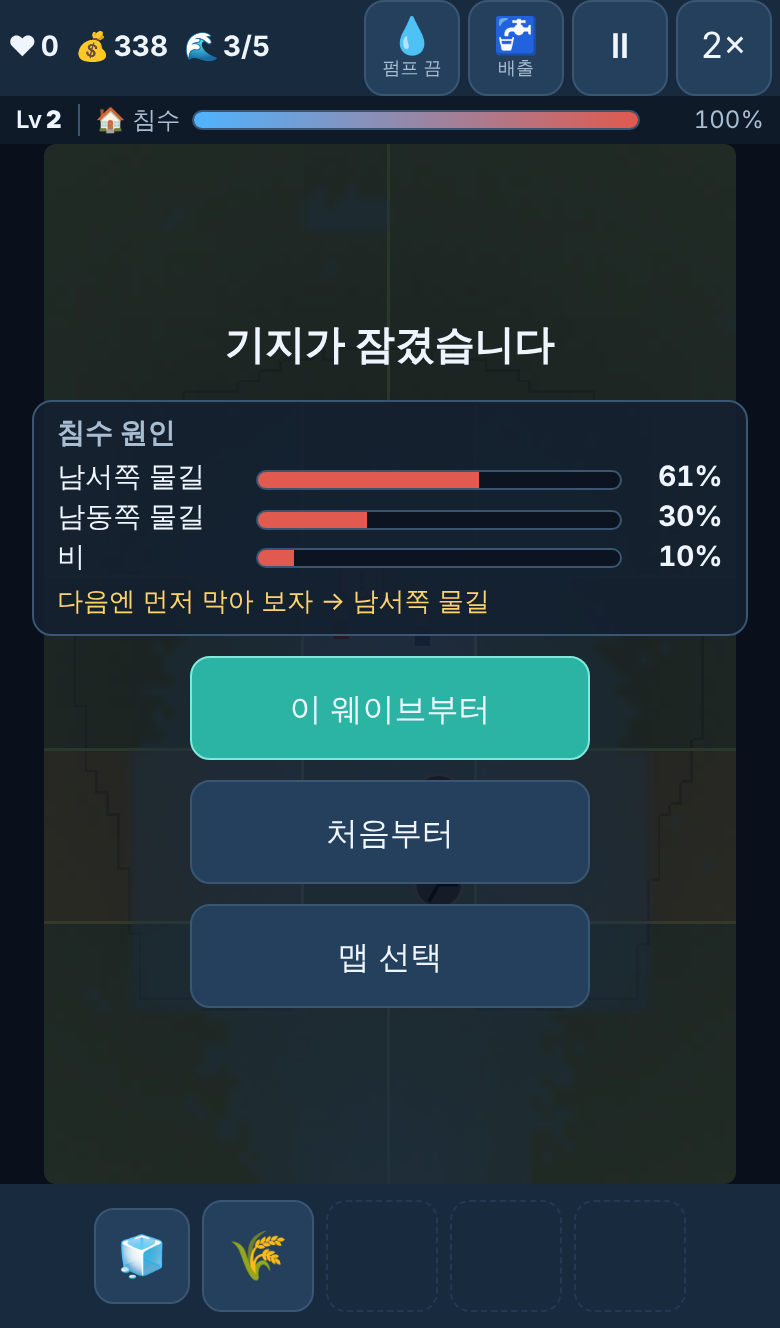 0 338 3/5
펌프 끔
배출
2×
Lv 2 침수 100%
기지가 잠겼습니다
침수 원인
남서쪽 물길 61%
남동쪽 물길 30%
비 10%
다음엔 먼저 막아 보자 → 남서쪽 물길
이 웨이브부터
처음부터
맵 선택